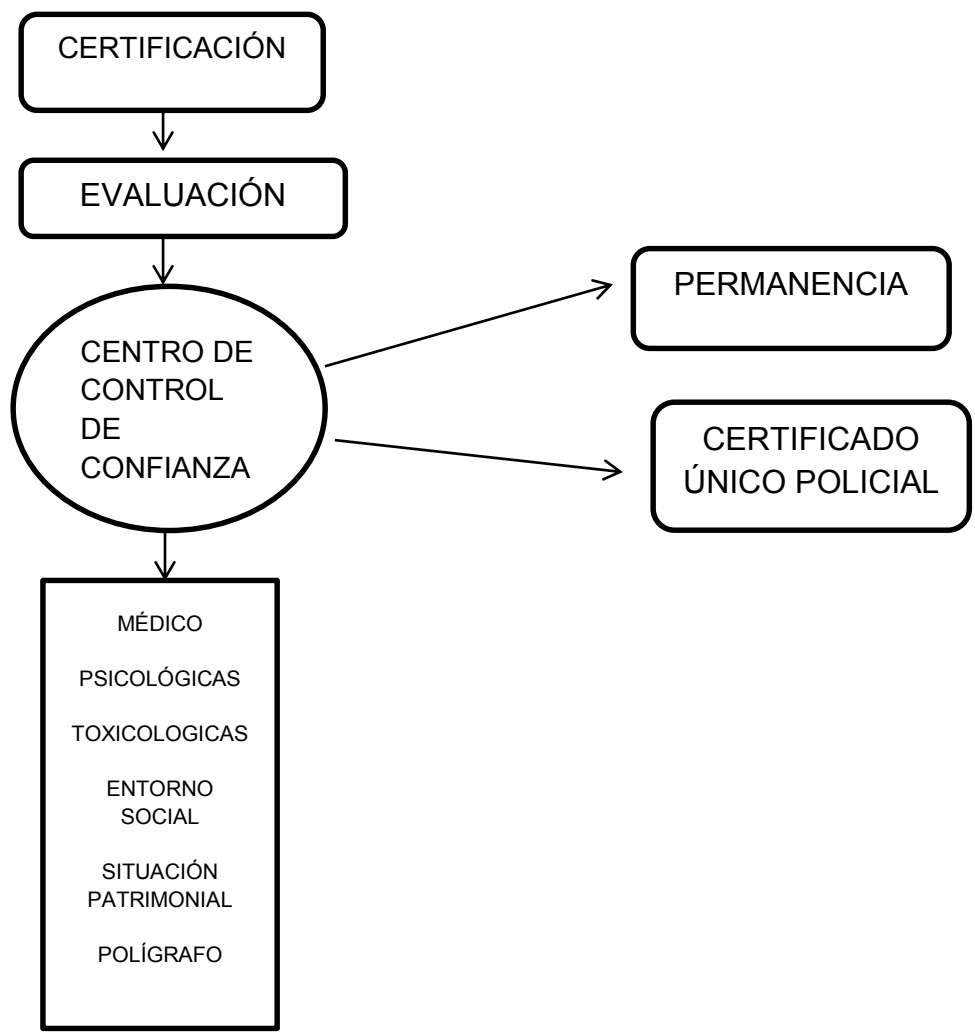 CERTIFICACIÓN
EVALUACIÓN
CENTRO DE
CONTROL
DE
CONFIANZA
PERMANENCIA
CERTIFICADO
ÚNICO POLICIAL
MÉDICO
PSICOLÓGICAS
TOXICOLOGICAS
ENTORNO
SOCIAL
SITUACIÓN
PATRIMONIAL
POLÍGRAFO